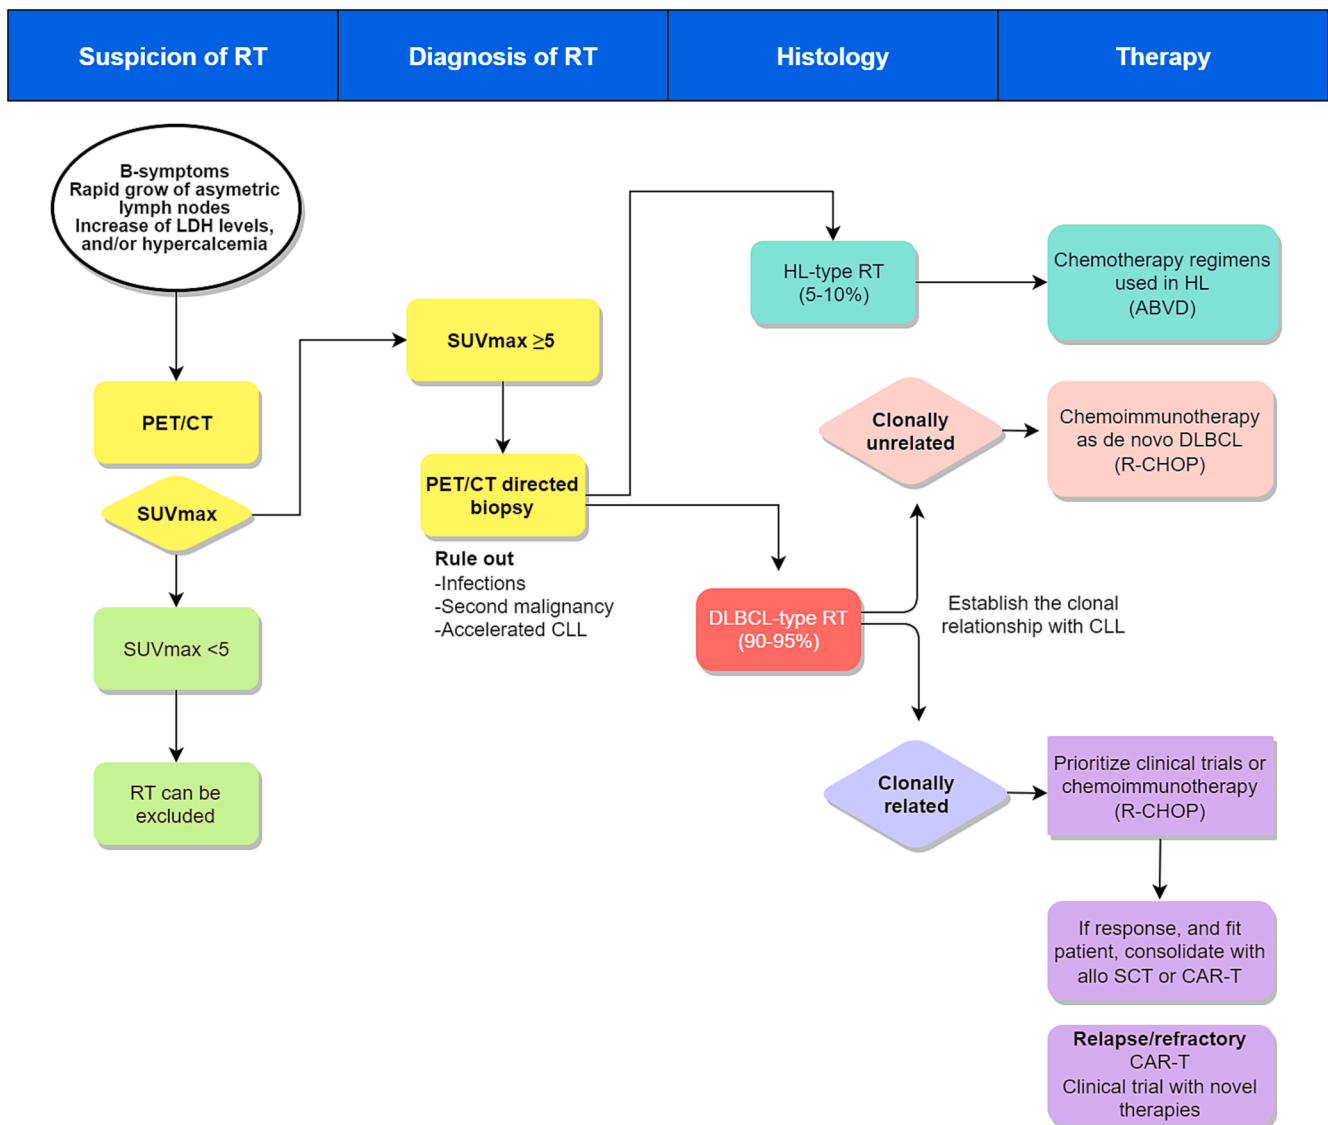 Suspicion of RT
Diagnosis of RT
Histology
Therapy
B-symptoms
Rapid grow of asymetric
lymph nodes
Increase of LDH levels,
and/or hypercalcemia
PET/CT
SUVmax
SUVmax <5
RT can be
excluded
SUVmax ≥5
PET/CT directed
biopsy
Rule out
-Infections
-Second malignancy
-Accelerated CLL
HL-type RT
(5-10%)
DLBCL-type RT
(90-95%)
Clonally
unrelated
Establish the clonal
relationship with CLL
Clonally
related
Chemotherapy regimens
used in HL
(ABVD)
Chemoimmunotherapy
as de novo DLBCL
(R-CHOP)
Prioritize clinical trials or
chemoimmunotherapy
(R-CHOP)
If response, and fit
patient, consolidate with
allo SCT or CAR-T
Relapse/refractory
CAR-T
Clinical trial with novel
therapies